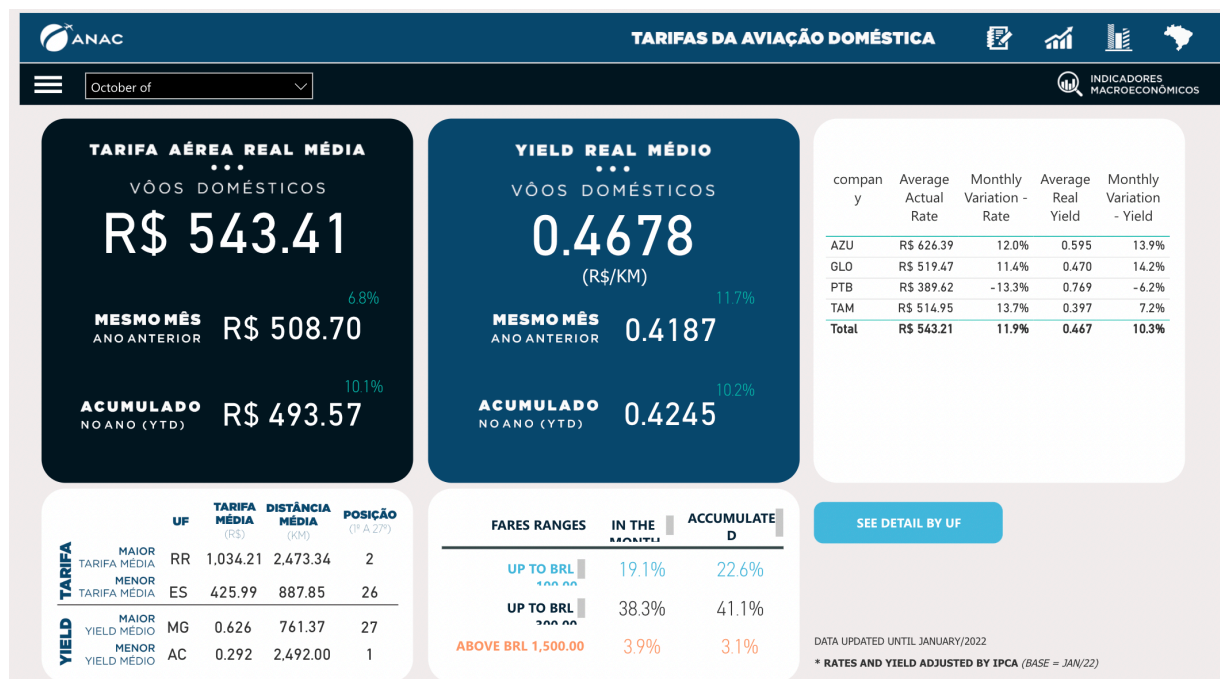 ANAC
TARIFAS DA AVIAÇÃO DOMÉSTICA
October of
INDICADORES
MACROECONÔMICOS
TARIFA AÉREA REAL MÉDIA
VÔOS DOMÉSTICOS
R$ 543.41
6.8%
MESMO MÊS
ANO ANTERIOR
R$ 508.70
10.1%
ACUMULADO
NO ANO (YTD)
R$ 493.57
YIELD REAL MÉDIO
VÔOS DOMÉSTICOS
0.4678
(R$/KM)
11.7%
MESMO MÊS
ANO ANTERIOR
0.4187
10.2%
ACUMULADO
NO ANO (YTD)
0.4245
compan
y
Average
Actual
Rate
Monthly
Variation -
Rate
Average
Real
Yield
Monthly
Variation
- Yield
AZU R$ 626.39 12.0% 0.595 13.9%
GLO R$ 519.47 11.4% 0.470 14.2%
PTB R$ 389.62 -13.3% 0.769 -6.2%
TAM R$ 514.95 13.7% 0.397 7.2%
Total R$ 543.21 11.9% 0.467 10.3%
UF
TARIFA
MÉDIA
(R$)
DISTÂNCIA
MÉDIA
(KM)
POSIÇÃO
(1º A 27º)
TARIFA
MAIOR
TARIFA MÉDIA
RR 1,034.21 2,473.34 2
MENOR
TARIFA MÉDIA
ES 425.99 887.85 26
YIELD
MAIOR
YIELD MÉDIO
MG 0.626 761.37 27
MENOR
YIELD MÉDIO
AC 0.292 2,492.00 1
FARES RANGES
IN THE
MONTH
ACCUMULATE
D
UP TO BRL
100.00
19.1% 22.6%
UP TO BRL
300.00
38.3% 41.1%
ABOVE BRL 1,500.00 3.9% 3.1%
SEE DETAIL BY UF
DATA UPDATED UNTIL JANUARY/2022
* RATES AND YIELD ADJUSTED BY IPCA (BASE = JAN/22)